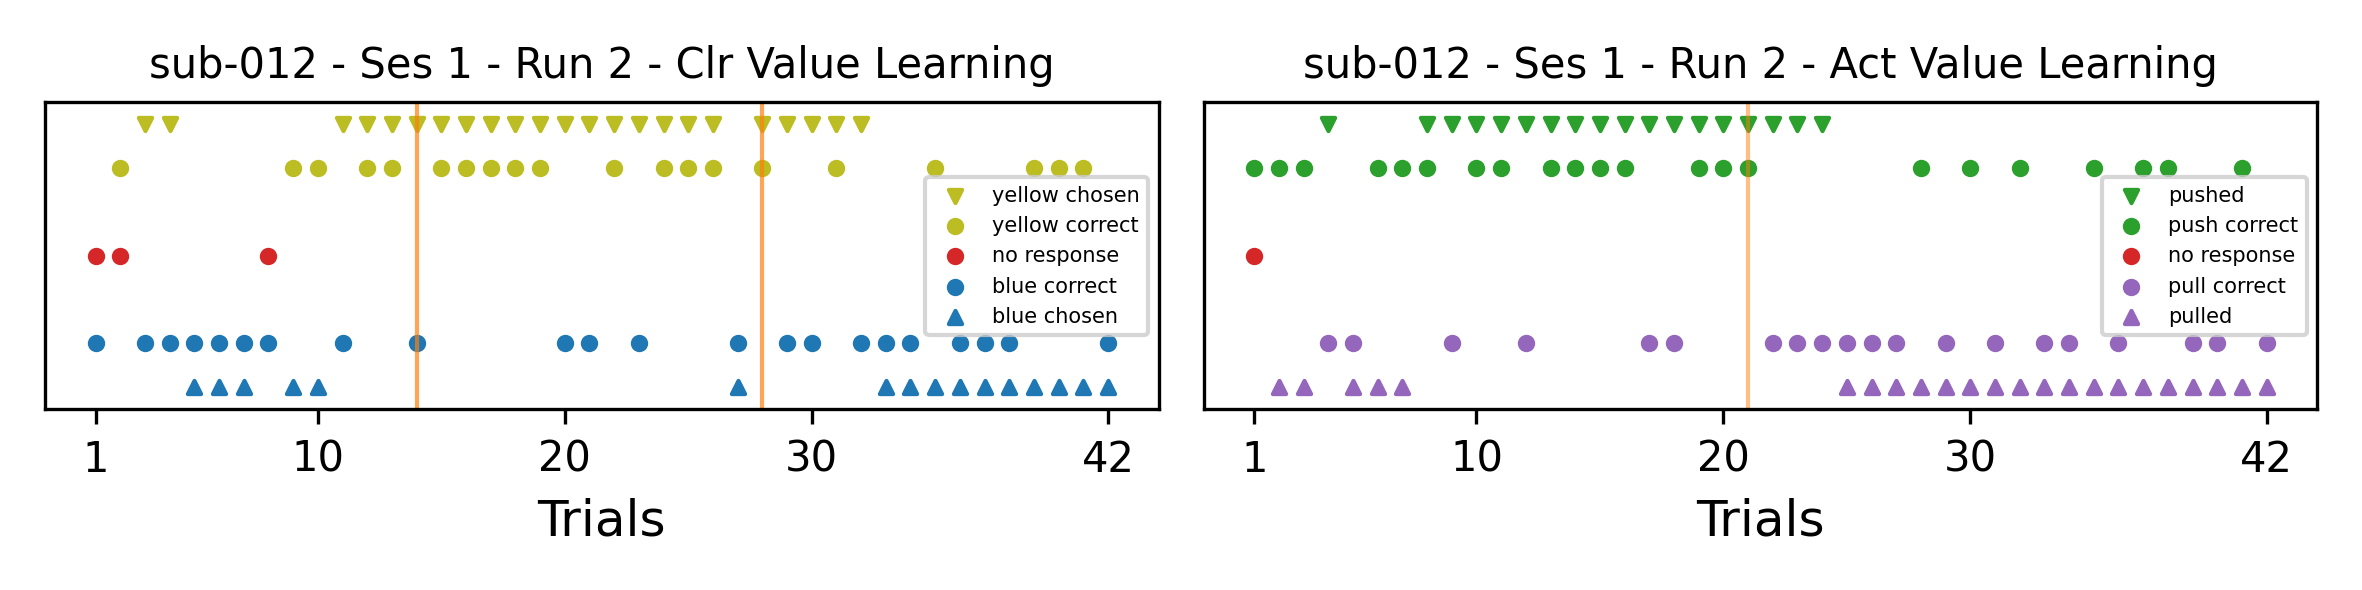 sub-012 - Ses 1 - Run 2 - Clr Value Learning
yellow chosen
yellow correct
no response
blue correct
blue chosen
1 10 20 30 42
Trials
sub-012 - Ses 1 - Run 2 - Act Value Learning
pushed
push correct
no response
pull correct
pulled
1 10 20 30 42
Trials